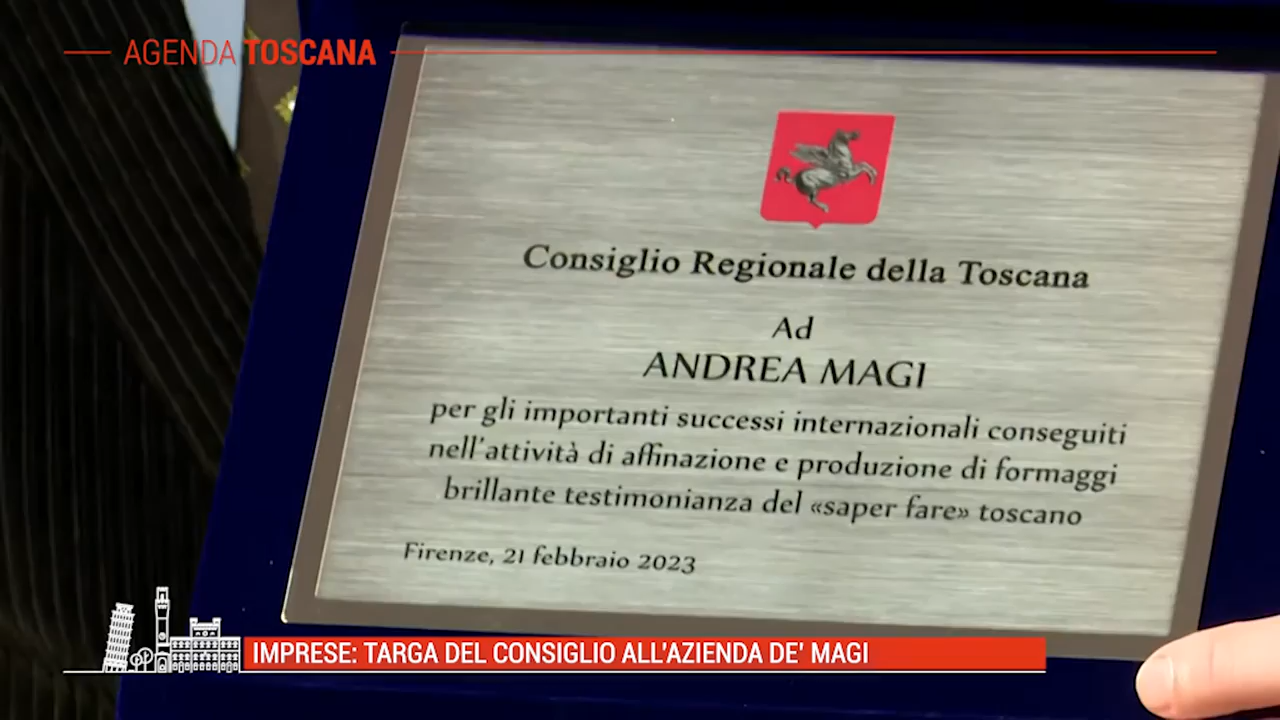 AGENDA TOSCANA
Consiglio Regionale della Toscana
Ad
ANDREA MAGI
per gli importanti successi internazionali conseguiti
nell'attività di affinazione e produzione di formaggi
brillante testimonianza del «saper fare» toscano
Firenze, 21 febbraio 2023
IMPRESE: TARGA DEL CONSIGLIO ALL'AZIENDA DE' MAGI